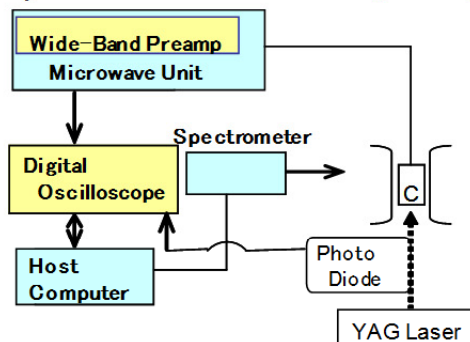 Wide-Band Preamp
Microwave Unit
Spectrometer
Digital
Oscilloscope
C
Host
Computer
Photo
Diode
YAG Laser